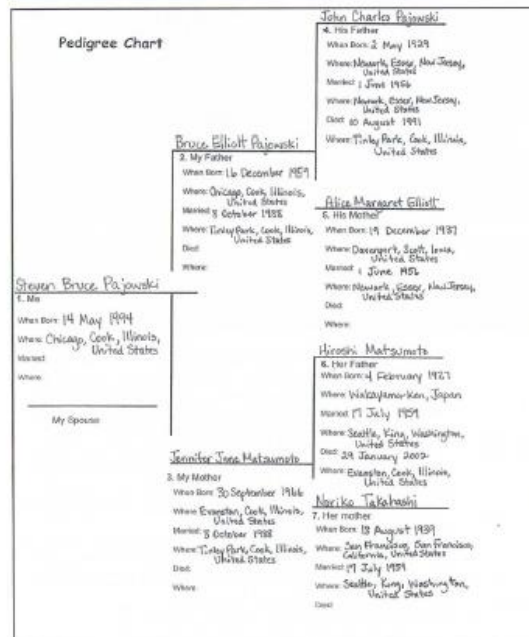 Pedigree Chart
John Charles Pajowski
4. His Father
When Born: 2 May 1929
Where: Newark, Essex, New Jersey,
United States
Married: 1 June 1956
Where: Newark, Essex, New Jersey,
United States
Died: 10 August 1991
Where: Tinley Park, Cook, Illinois,
United States
Bruce Elliott Pajowski
2. My Father
When Born: 16 December 1959
Where: Chicago, Cook, Illinois,
United States
Married: 8 October 1988
Where: Tinley Park, Cook, Illinois,
United States
Died:
Where:
Alice Margaret Elliott
5. His Mother
When Born: 19 December 1937
Where: Davenport, Scott, Iowa,
United States
Married: 1 June 1956
Where: Newark, Essex, New Jersey,
United States
Died:
Where:
Steven Bruce Pajowski
1. Me
When Born: 14 May 1994
Where: Chicago, Cook, Illinois,
United States
Married:
Where:
My Spouse
Hiroshi Matsumoto
6. Her Father
When Born: 4 February 1927
Where: Wakayama-Ken, Japan
Married: 17 July 1959
Where: Seattle, King, Washington,
United States
Died: 29 January 2002
Where: Evanston, Cook, Illinois,
United States
Jennifer Jane Matsumoto
3. My Mother
When Born: 30 September 1966
Where: Evanston, Cook, Illinois,
United States
Married: 8 October 1988
Where: Tinley Park, Cook, Illinois,
United States
Died:
Where:
Noriko Takahashi
7. Her mother
When Born: 18 August 1939
Where: San Francisco, San Francisco,
California, United States
Married: 17 July 1959
Where: Seattle, King, Washington,
United States
Died: